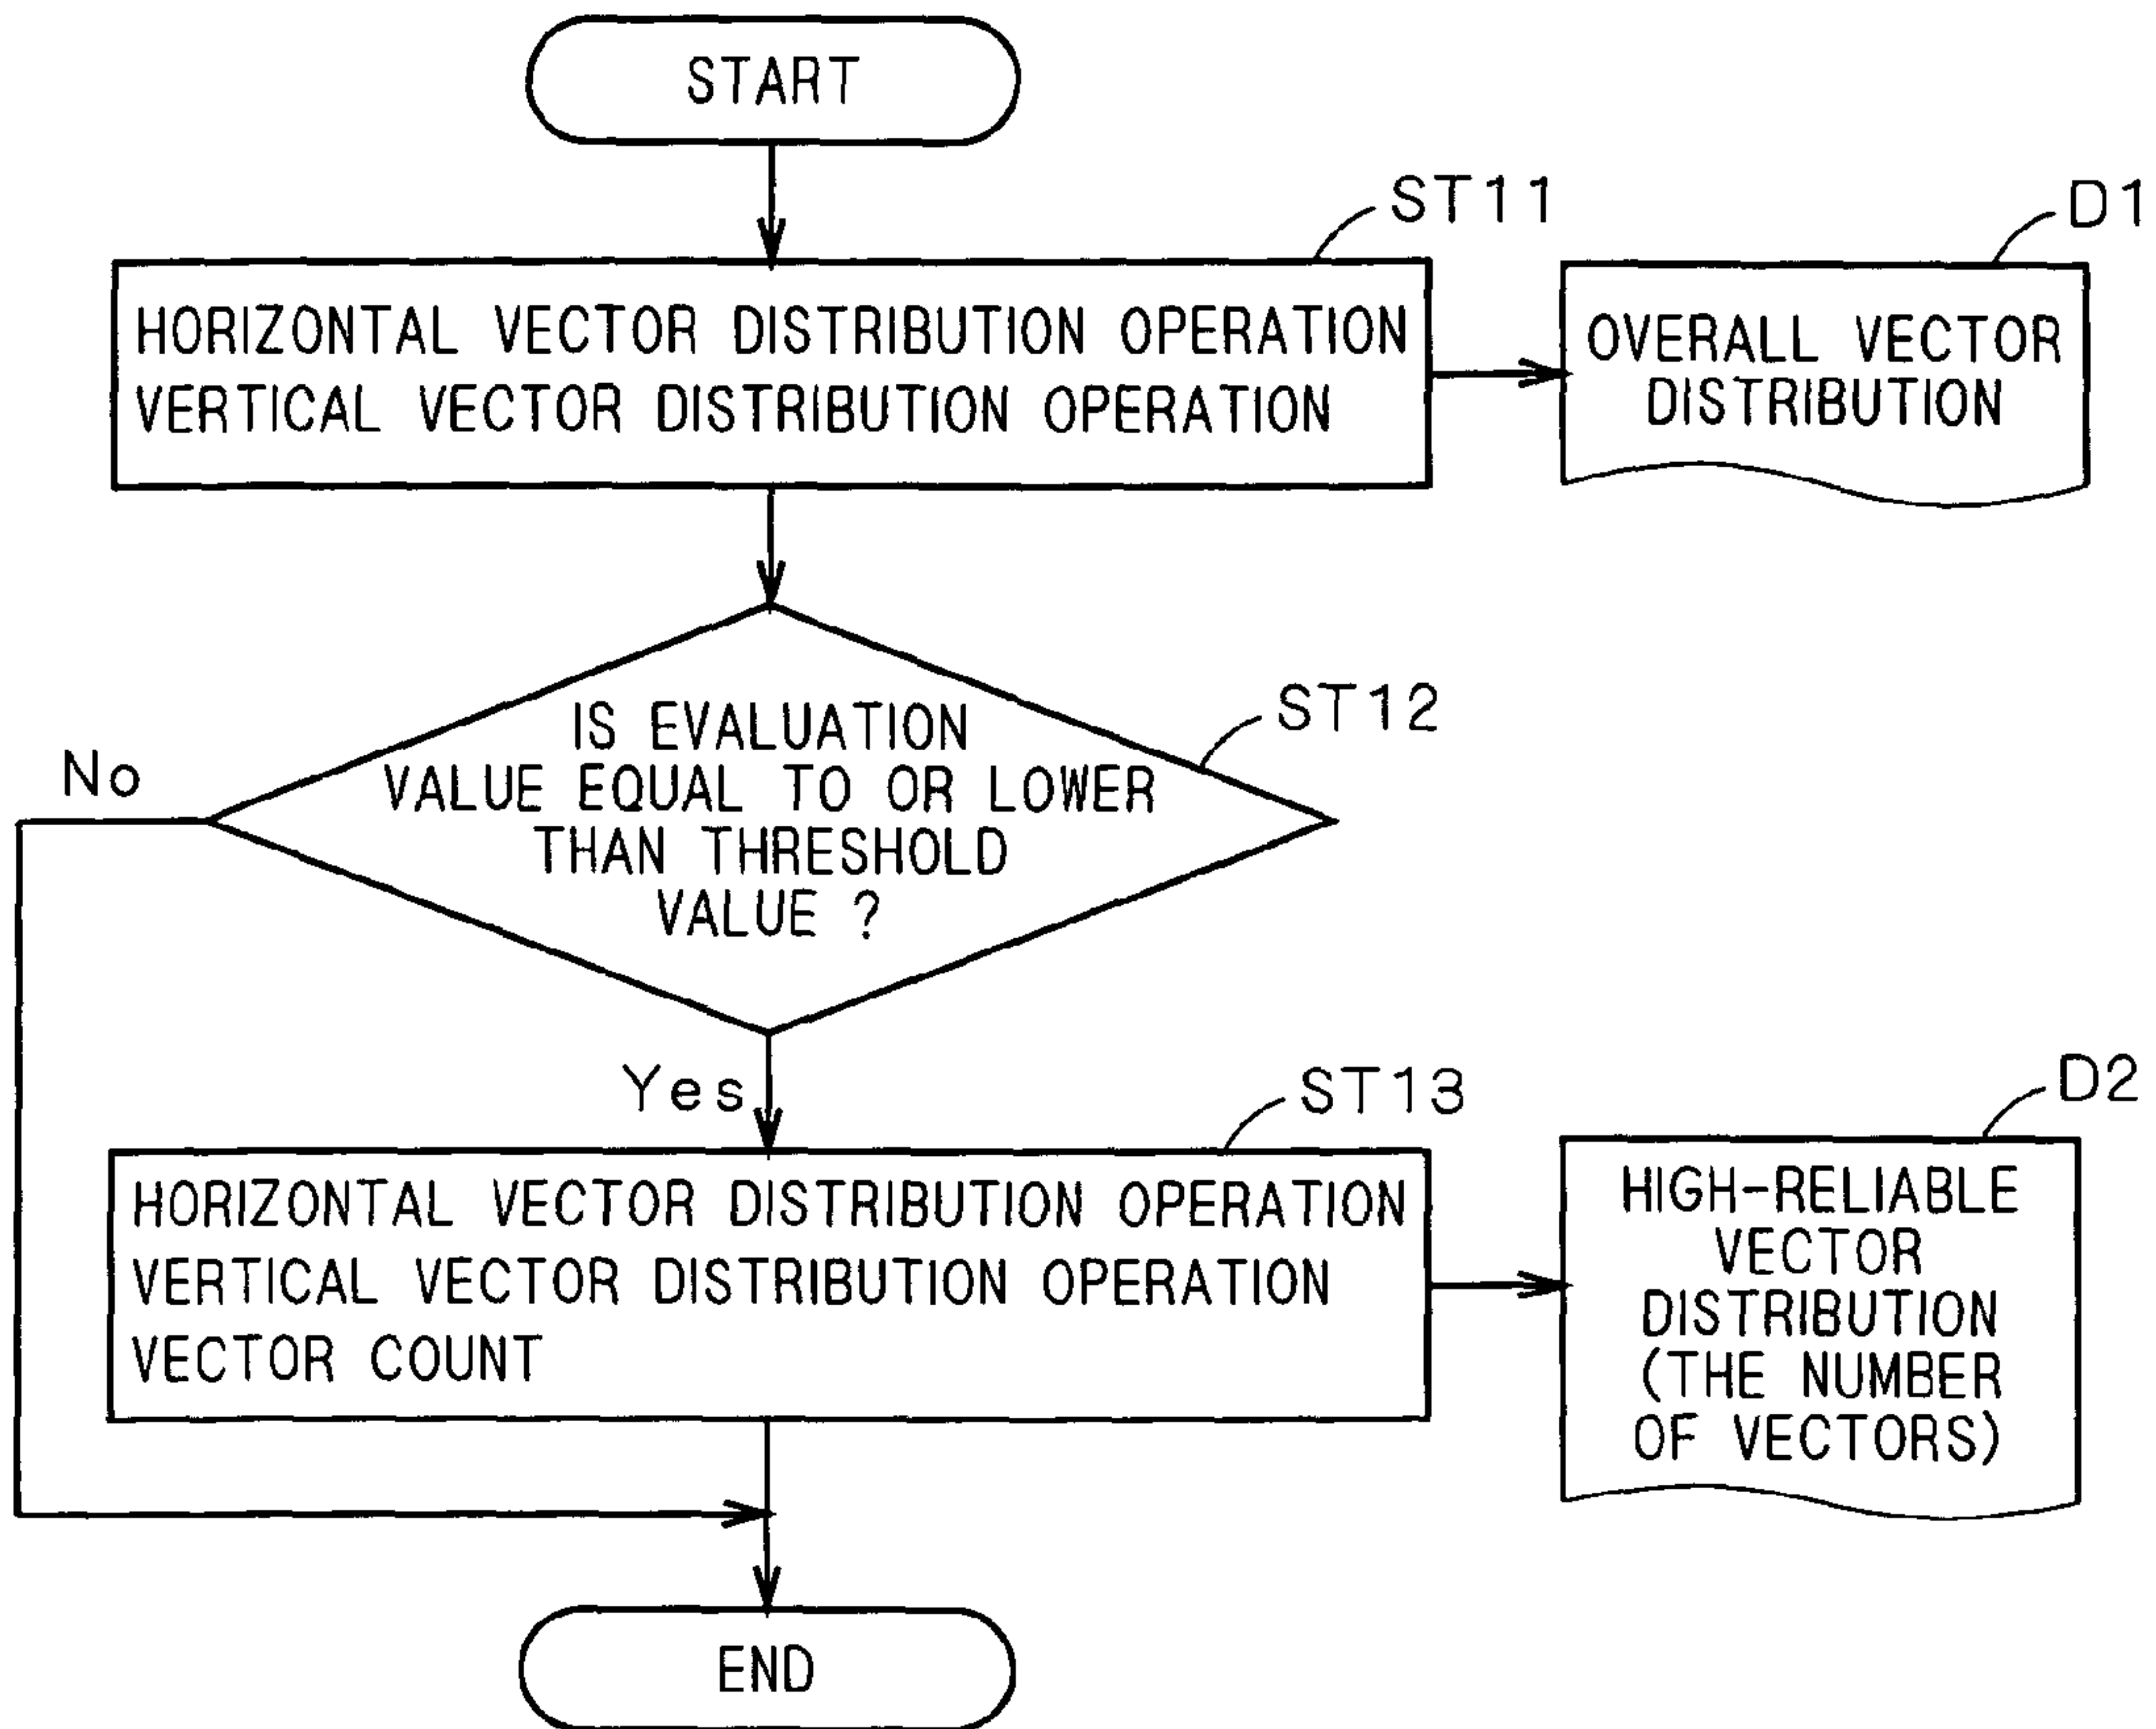 START
ST11
D1
HORIZONTAL VECTOR DISTRIBUTION OPERATION
VERTICAL VECTOR DISTRIBUTION OPERATION
OVERALL VECTOR
DISTRIBUTION
IS EVALUATION
VALUE EQUAL TO OR LOWER
THAN THRESHOLD
VALUE ?
ST12
No
Yes
ST13
D2
HORIZONTAL VECTOR DISTRIBUTION OPERATION
VERTICAL VECTOR DISTRIBUTION OPERATION
VECTOR COUNT
HIGH-RELIABLE
VECTOR
DISTRIBUTION
(THE NUMBER
OF VECTORS)
END